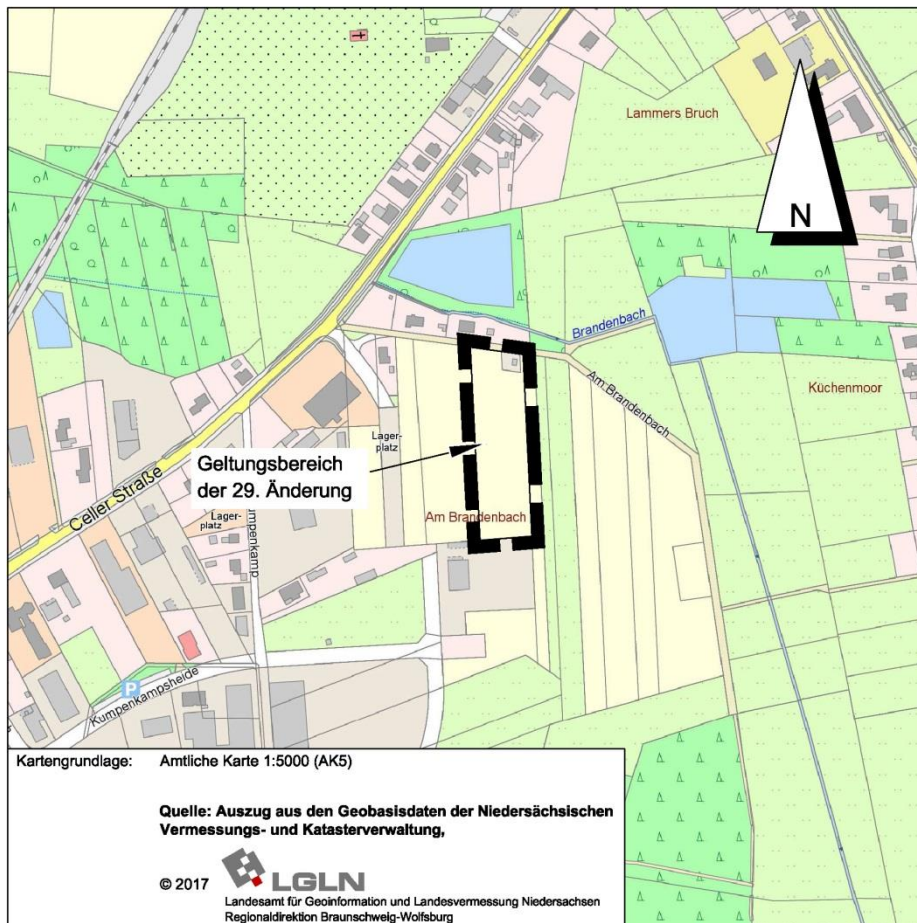 Lammers Bruch
N
Brandenbach
Am Brandenbach
Küchenmoor
Lager-
platz
Geltungsbereich
der 29. Änderung
Celler Straße
Lager-
platz
Kumpenkamp
Am Brandenbach
P
Kumpenkampsheide
Kartengrundlage: Amtliche Karte 1:5000 (AK5)
Quelle: Auszug aus den Geobasisdaten der Niedersächsischen
Vermessungs- und Katasterverwaltung,
© 2017 LGLN
Landesamt für Geoinformation und Landesvermessung Niedersachsen
Regionaldirektion Braunschweig-Wolfsburg